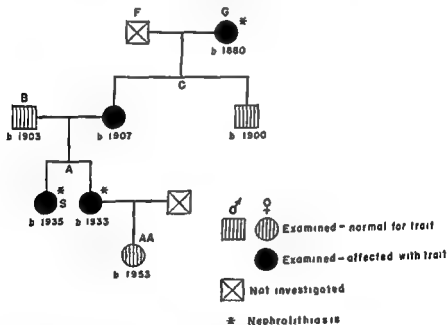 F G *
b 1880
C
B
b 1903 b 1907 b 1900
A
* S *
b 1935 b 1933
AA
b 1953
♂ ♀
Examined-normal for trait
Examined-affected with trait
Not investigated
* Nephrolithiasis